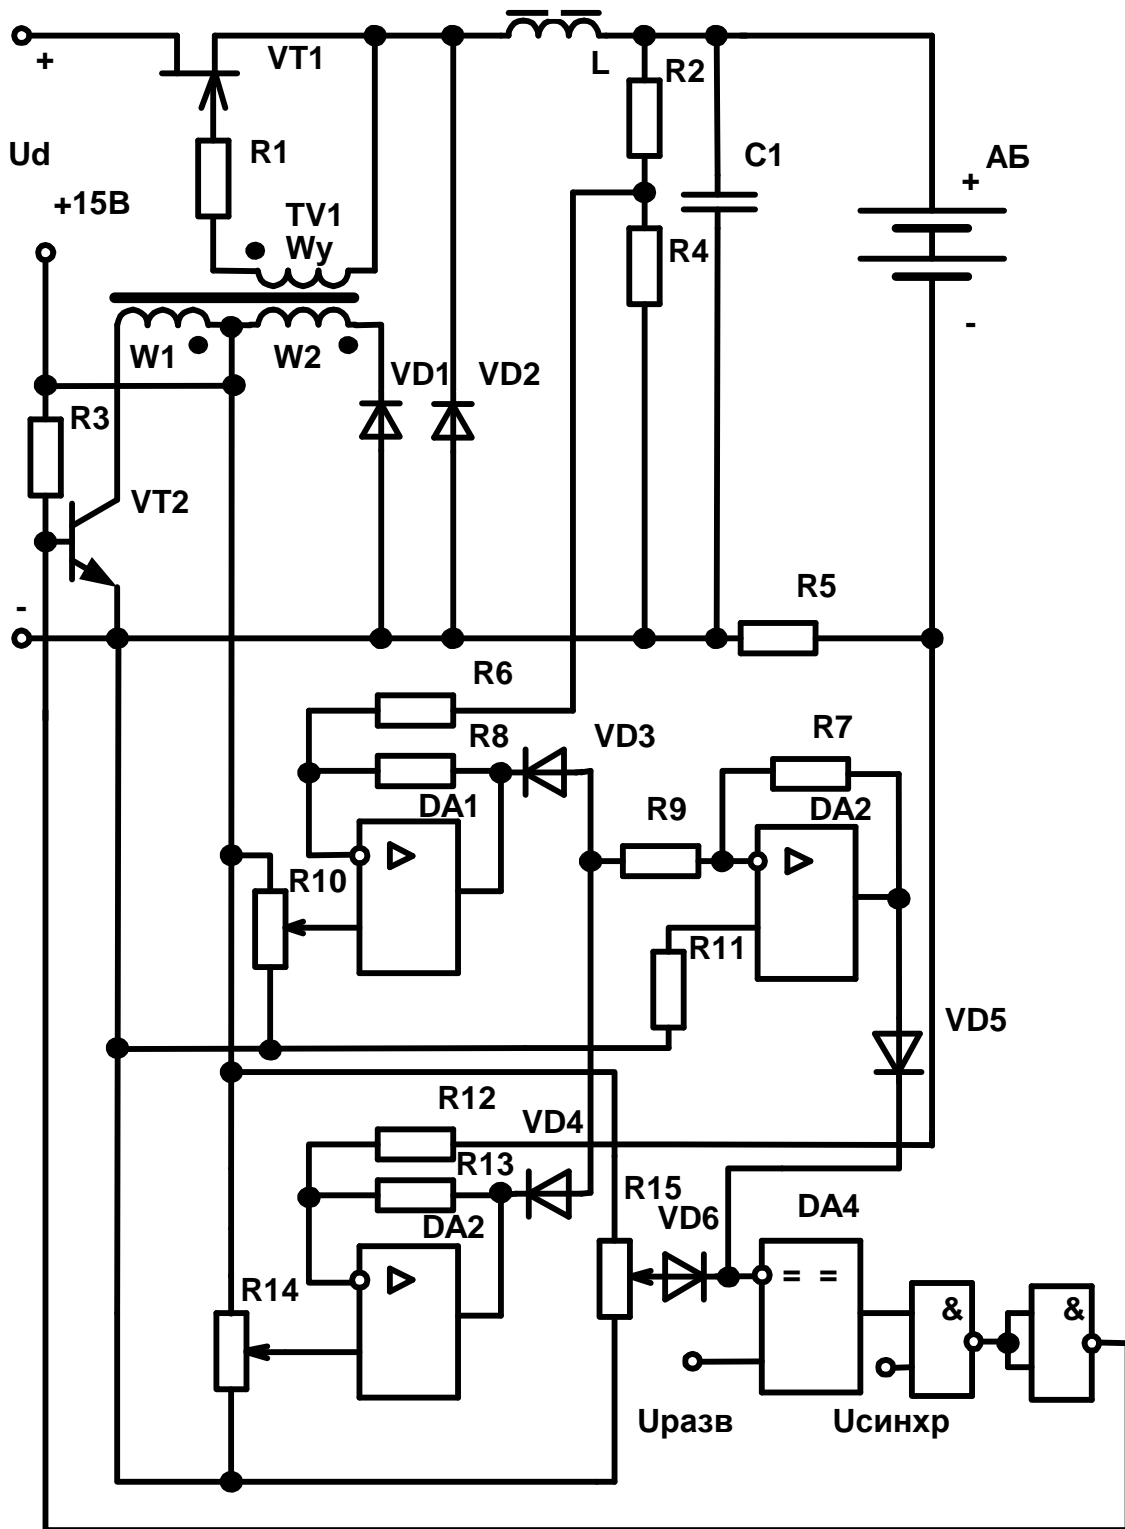 +
VT1
L
R2
Ud
R1
C1
АБ
+
+15В
TV1
Wy
R4
-
W1
W2
VD1
VD2
R3
VT2
-
R5
R6
R8
VD3
R7
DA1
R9
DA2
R10
R11
VD5
R12
VD4
R13
R15
DA2
VD6
DA4
R14
= =
&
&
Uразв
Uсинхр